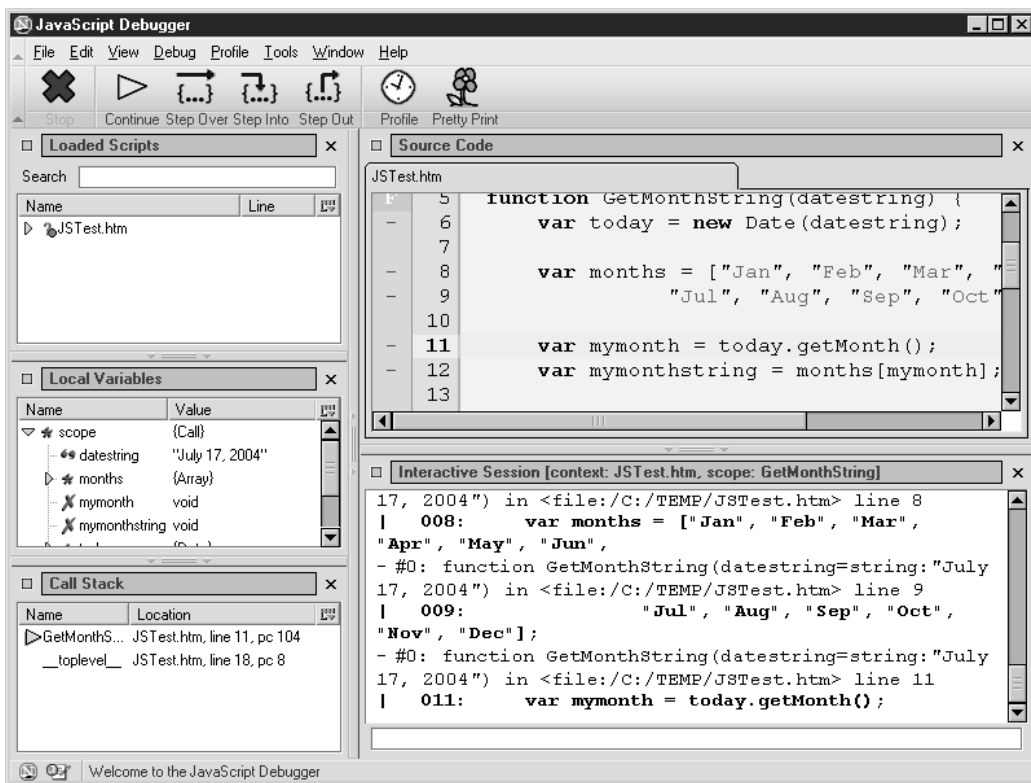 JavaScript Debugger
File Edit View Debug Profile Tools Window Help
{...} {...} {...}
Stop Continue Step Over Step Into Step Out Profile Pretty Print
Loaded Scripts
Search
Name Line
JSTest.htm
Local Variables
Name Value
scope {Call}
datestring "July 17, 2004"
months {Array}
mymonth void
mymonthstring void
Call Stack
Name Location
GetMonthS... JSTest.htm, line 11, pc 104
__toplevel__ JSTest.htm, line 18, pc 8
Source Code
JSTest.htm
F 5 function GetMonthString(datestring) {
– 6 var today = new Date(datestring);
7
– 8 var months = ["Jan", "Feb", "Mar", "
– 9 "Jul", "Aug", "Sep", "Oct"
10
– 11 var mymonth = today.getMonth();
– 12 var mymonthstring = months[mymonth];
13
Interactive Session [context: JSTest.htm, scope: GetMonthString]
17, 2004") in <file:/C:/TEMP/JSTest.htm> line 8
| 008: var months = ["Jan", "Feb", "Mar",
"Apr", "May", "Jun",
- #0: function GetMonthString(datestring=string:"July
17, 2004") in <file:/C:/TEMP/JSTest.htm> line 9
| 009: "Jul", "Aug", "Sep", "Oct",
"Nov", "Dec"];
- #0: function GetMonthString(datestring=string:"July
17, 2004") in <file:/C:/TEMP/JSTest.htm> line 11
| 011: var mymonth = today.getMonth();
Welcome to the JavaScript Debugger